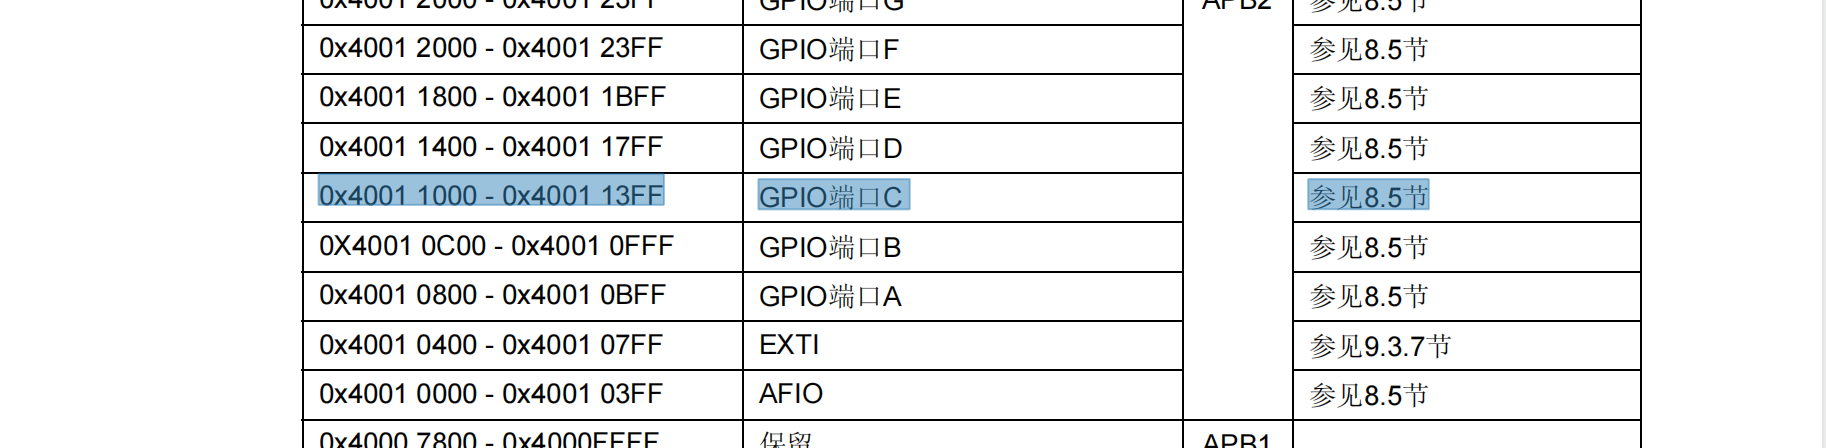 0x4001 2000 - 0x4001 23FF GPIO端口G APB2 参见8.5节
0x4001 2000 - 0x4001 23FF GPIO端口F 参见8.5节
0x4001 1800 - 0x4001 1BFF GPIO端口E 参见8.5节
0x4001 1400 - 0x4001 17FF GPIO端口D 参见8.5节
0x4001 1000 - 0x4001 13FF GPIO端口C 参见8.5节
0X4001 0C00 - 0x4001 0FFF GPIO端口B 参见8.5节
0x4001 0800 - 0x4001 0BFF GPIO端口A 参见8.5节
0x4001 0400 - 0x4001 07FF EXTI 参见9.3.7节
0x4001 0000 - 0x4001 03FF AFIO 参见8.5节
0x4000 7800 - 0x4000FFFF 保留 APB1